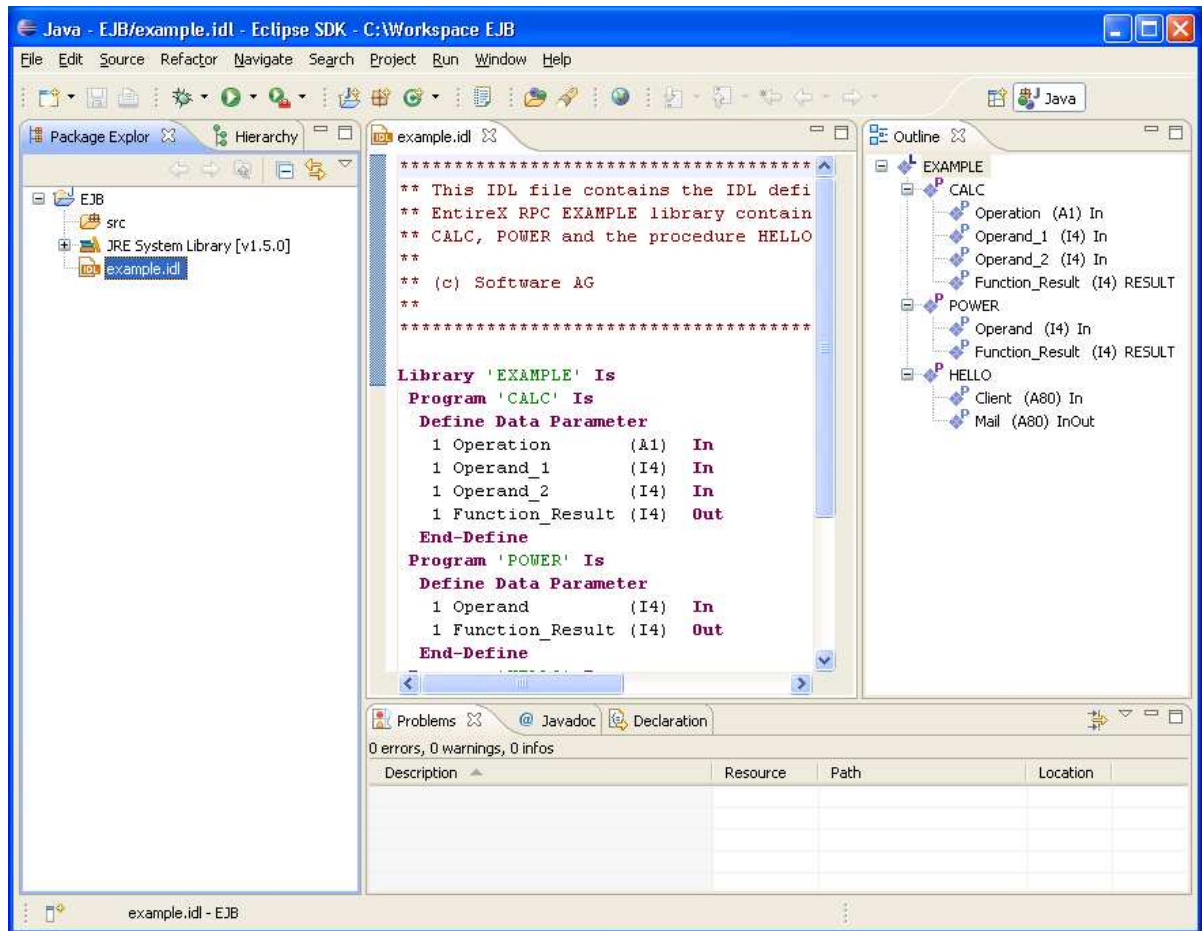 Java - EJB/example.idl - Eclipse SDK - C:\Workspace EJB
File Edit Source Refactor Navigate Search Project Run Window Help
Java
Package Explor
Hierarchy
EJB
src
JRE System Library [v1.5.0]
IDL example.idl
IDL example.idl
**************************************
** This IDL file contains the IDL defi
** EntireX RPC EXAMPLE library contain
** CALC, POWER and the procedure HELLO
**
** (c) Software AG
**
**************************************
Library 'EXAMPLE' Is
Program 'CALC' Is
Define Data Parameter
1 Operation (A1) In
1 Operand_1 (I4) In
1 Operand_2 (I4) In
1 Function_Result (I4) Out
End-Define
Program 'POWER' Is
Define Data Parameter
1 Operand (I4) In
1 Function_Result (I4) Out
End-Define
Outline
L EXAMPLE
P CALC
P Operation (A1) In
P Operand_1 (I4) In
P Operand_2 (I4) In
P Function_Result (I4) RESULT
P POWER
P Operand (I4) In
P Function_Result (I4) RESULT
P HELLO
P Client (A80) In
P Mail (A80) InOut
Problems
@ Javadoc
Declaration
0 errors, 0 warnings, 0 infos
Description Resource Path Location
example.idl - EJB